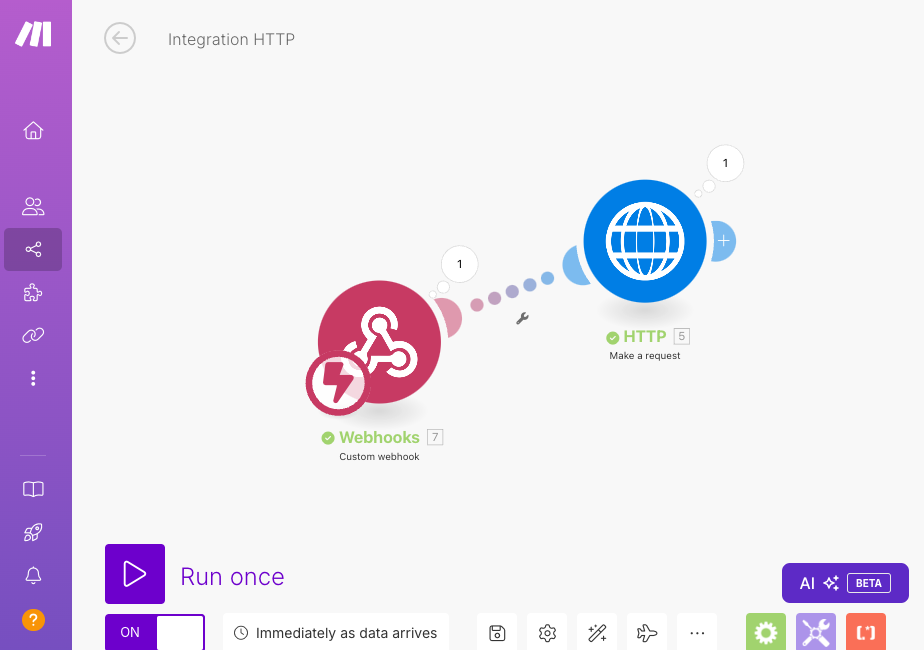 Integration HTTP
1
1
HTTP 5
Make a request
Webhooks 7
Custom webhook
Run once
AI BETA
ON
Immediately as data arrives
?
[.*]